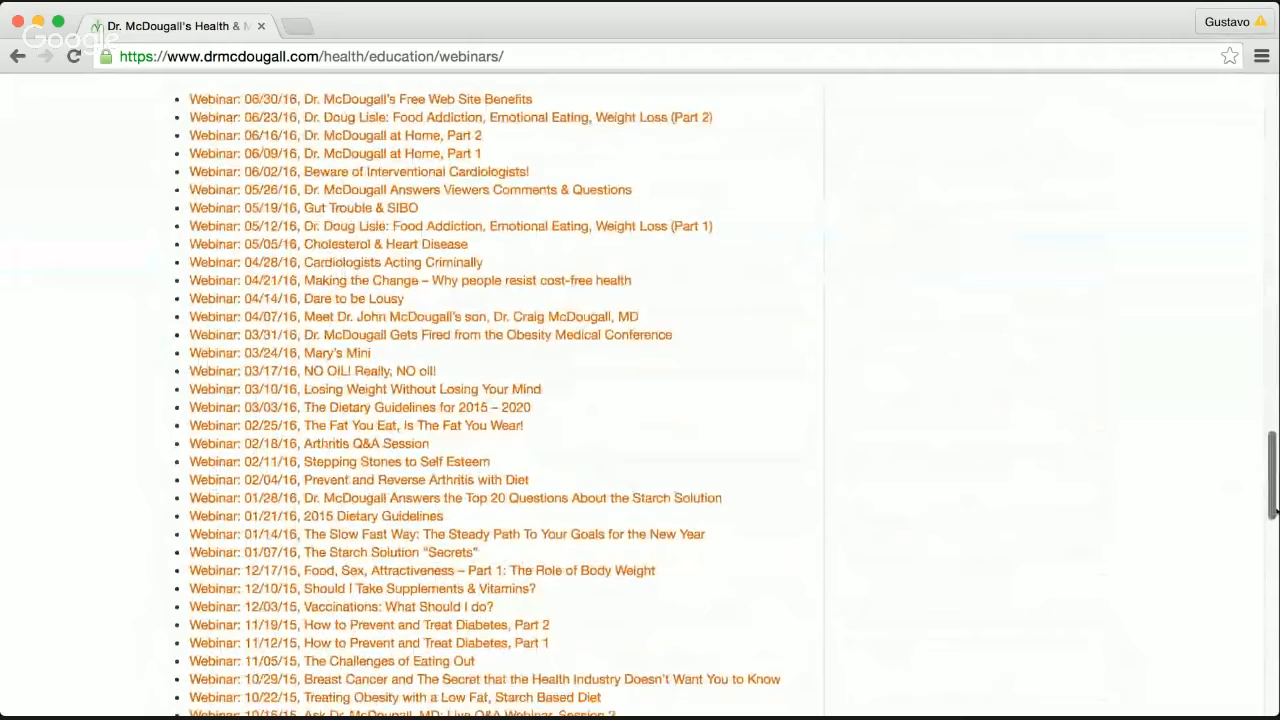 Dr. McDougall's Health & M
Gustavo
Google
https://www.drmcdougall.com/health/education/webinars/
Webinar: 06/30/16, Dr. McDougall's Free Web Site Benefits
Webinar: 06/23/16, Dr. Doug Lisle: Food Addiction, Emotional Eating, Weight Loss (Part 2)
Webinar: 06/16/16, Dr. McDougall at Home, Part 2
Webinar: 06/09/16, Dr. McDougall at Home, Part 1
Webinar: 06/02/16, Beware of Interventional Cardiologists!
Webinar: 05/26/16, Dr. McDougall Answers Viewers Comments & Questions
Webinar: 05/19/16, Gut Trouble & SIBO
Webinar: 05/12/16, Dr. Doug Lisle: Food Addiction, Emotional Eating, Weight Loss (Part 1)
Webinar: 05/05/16, Cholesterol & Heart Disease
Webinar: 04/28/16, Cardiologists Acting Criminally
Webinar: 04/21/16, Making the Change – Why people resist cost-free health
Webinar: 04/14/16, Dare to be Lousy
Webinar: 04/07/16, Meet Dr. John McDougall's son, Dr. Craig McDougall, MD
Webinar: 03/31/16, Dr. McDougall Gets Fired from the Obesity Medical Conference
Webinar: 03/24/16, Mary's Mini
Webinar: 03/17/16, NO OIL! Really, NO oil!
Webinar: 03/10/16, Losing Weight Without Losing Your Mind
Webinar: 03/03/16, The Dietary Guidelines for 2015 – 2020
Webinar: 02/25/16, The Fat You Eat, Is The Fat You Wear!
Webinar: 02/18/16, Arthritis Q&A Session
Webinar: 02/11/16, Stepping Stones to Self Esteem
Webinar: 02/04/16, Prevent and Reverse Arthritis with Diet
Webinar: 01/28/16, Dr. McDougall Answers the Top 20 Questions About the Starch Solution
Webinar: 01/21/16, 2015 Dietary Guidelines
Webinar: 01/14/16, The Slow Fast Way: The Steady Path To Your Goals for the New Year
Webinar: 01/07/16, The Starch Solution "Secrets"
Webinar: 12/17/15, Food, Sex, Attractiveness – Part 1: The Role of Body Weight
Webinar: 12/10/15, Should I Take Supplements & Vitamins?
Webinar: 12/03/15, Vaccinations: What Should I do?
Webinar: 11/19/15, How to Prevent and Treat Diabetes, Part 2
Webinar: 11/12/15, How to Prevent and Treat Diabetes, Part 1
Webinar: 11/05/15, The Challenges of Eating Out
Webinar: 10/29/15, Breast Cancer and The Secret that the Health Industry Doesn't Want You to Know
Webinar: 10/22/15, Treating Obesity with a Low Fat, Starch Based Diet
Webinar: 10/15/15, Ask Dr. McDougall, MD: Live Q&A Webinar, Session 2